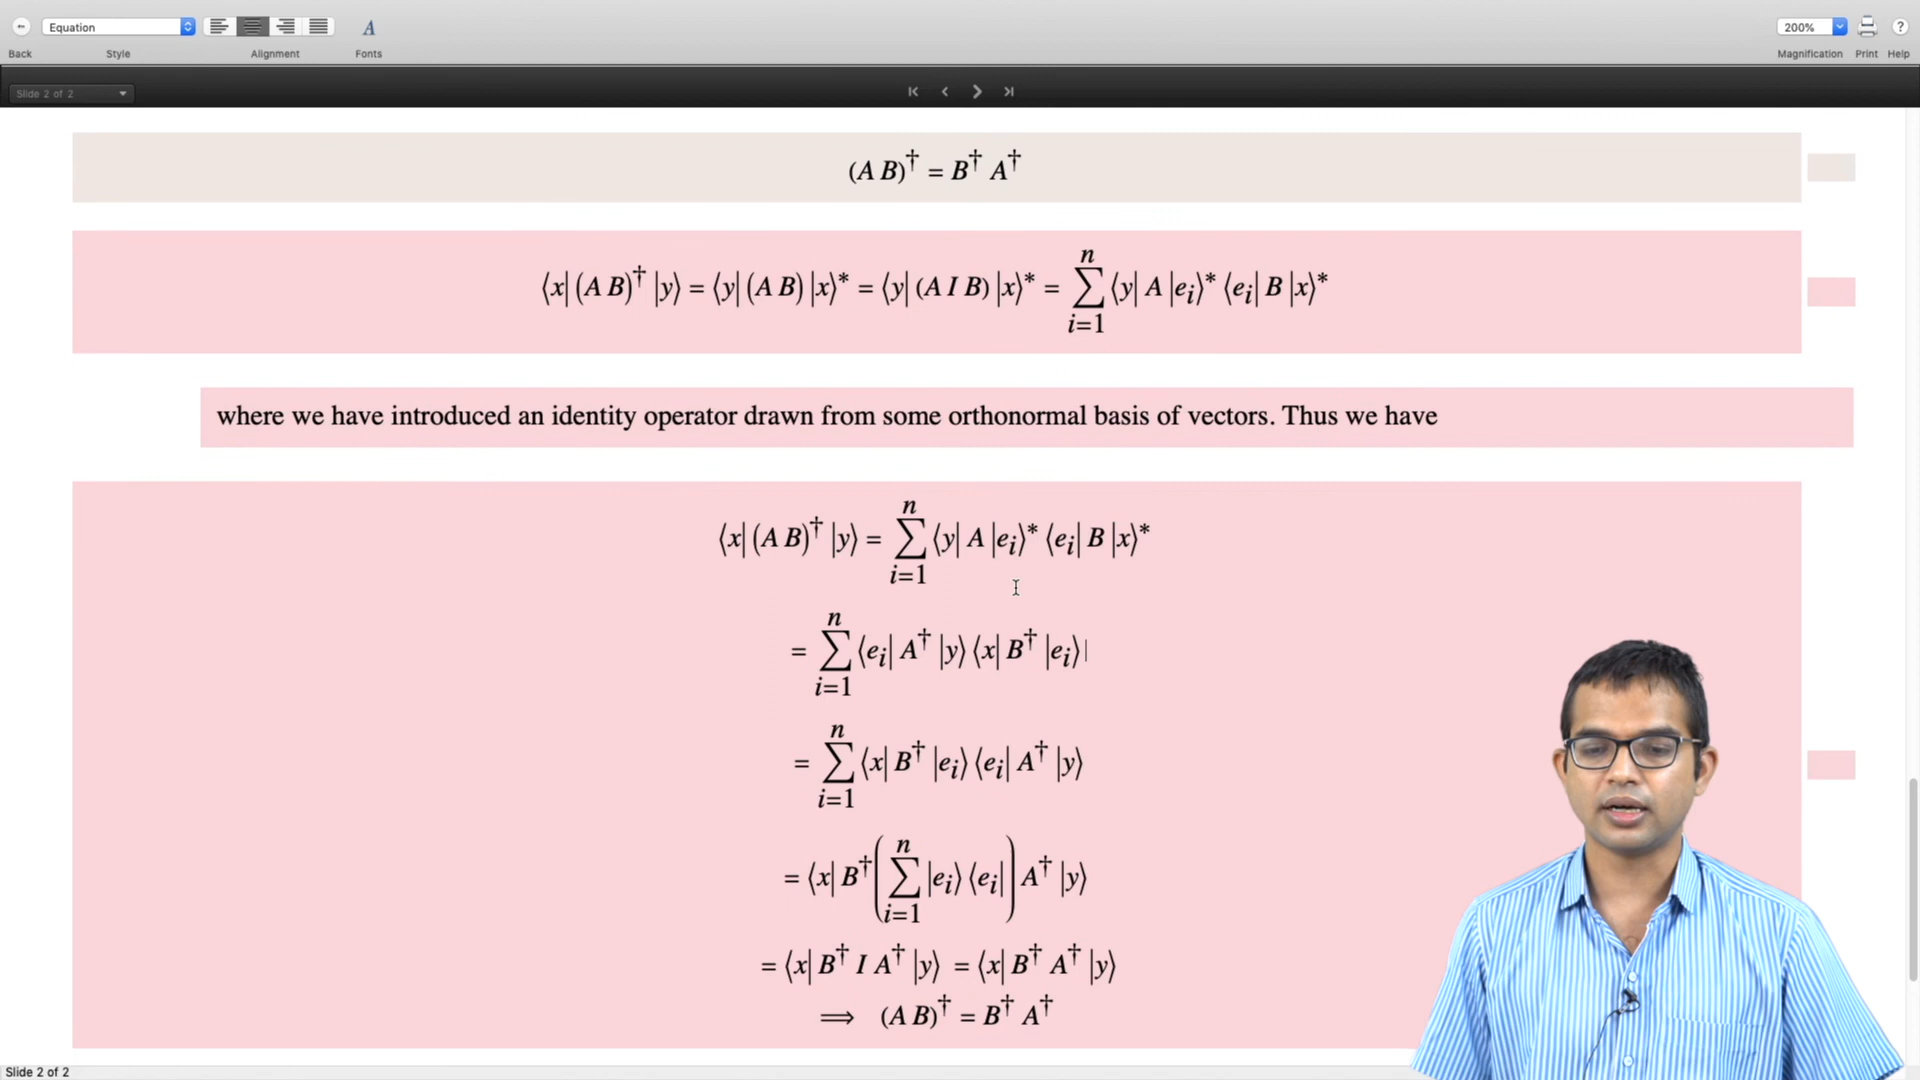 Equation
200%
Back
Style
Alignment
Fonts
Magnification
Print
Help
Slide 2 of 2
(A B)† = B† A†
⟨x| (A B)† |y⟩ = ⟨y| (A B) |x⟩* = ⟨y| (A I B) |x⟩* = ∑_{i=1}^{n} ⟨y| A |e_i⟩* ⟨e_i| B |x⟩*
where we have introduced an identity operator drawn from some orthonormal basis of vectors. Thus we have
⟨x| (A B)† |y⟩ = ∑_{i=1}^{n} ⟨y| A |e_i⟩* ⟨e_i| B |x⟩*
= ∑_{i=1}^{n} ⟨e_i| A† |y⟩ ⟨x| B† |e_i⟩
= ∑_{i=1}^{n} ⟨x| B† |e_i⟩ ⟨e_i| A† |y⟩
= ⟨x| B† (∑_{i=1}^{n} |e_i⟩ ⟨e_i|) A† |y⟩
= ⟨x| B† I A† |y⟩ = ⟨x| B† A† |y⟩
⟹ (A B)† = B† A†
Slide 2 of 2